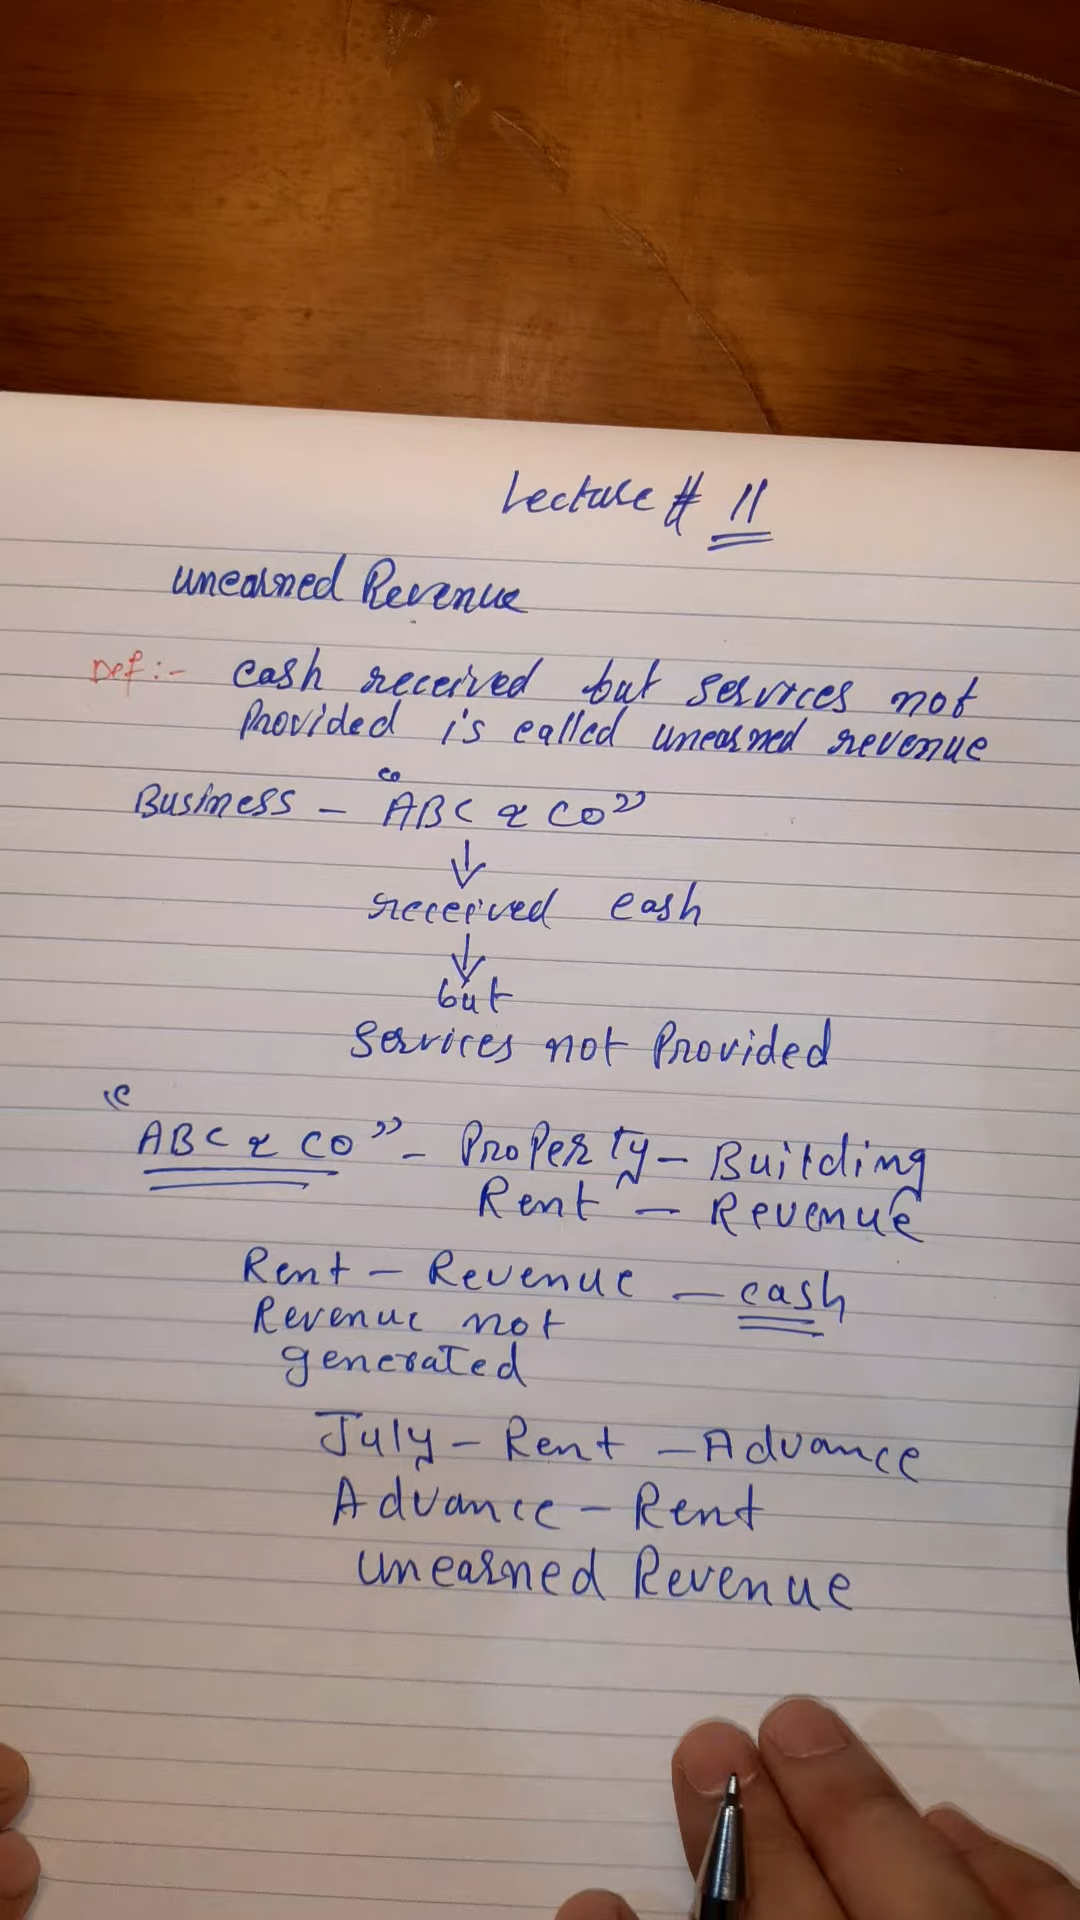 Lecture # 11
unearned Revenue
Def:- cash received but services not
Provided is called unearned revenue
Business - "ABC & CO"
↓
received cash
↓
but
Services not Provided
"ABC & CO" - Property - Building
Rent - Revenue
Rent - Revenue - cash
Revenue not
generated
July - Rent - Advance
Advance - Rent
unearned Revenue